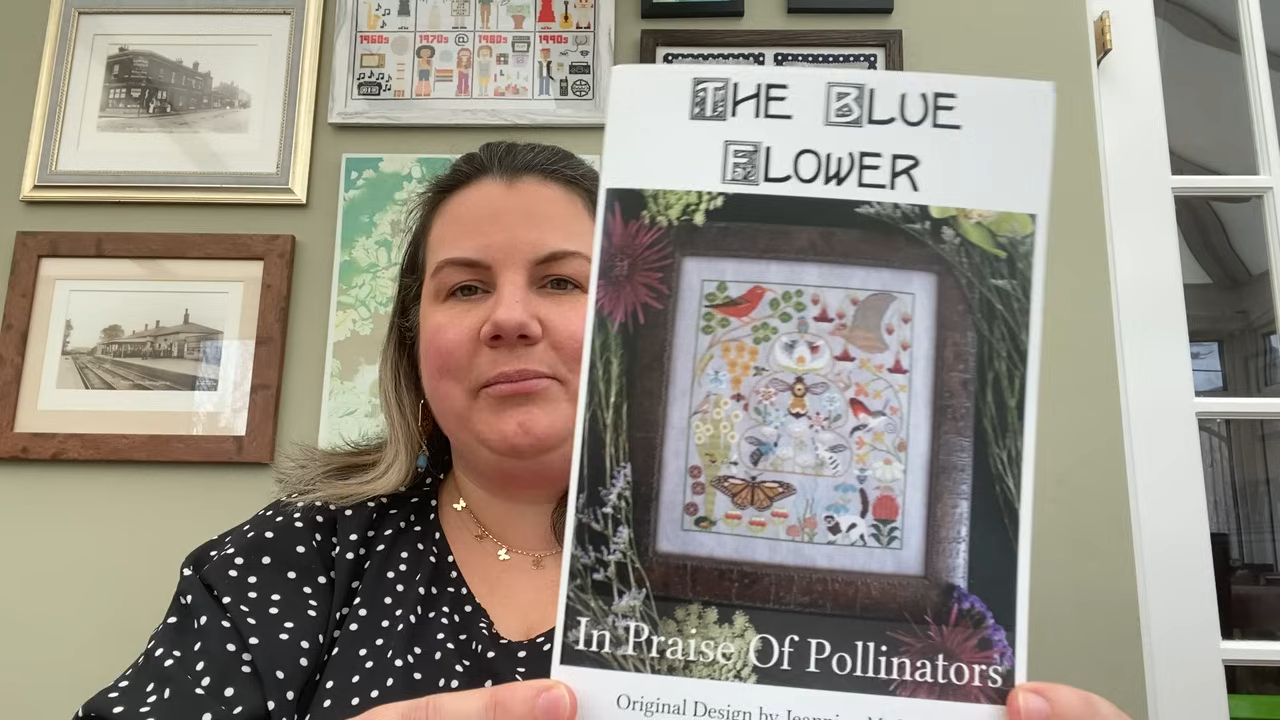 1960s 1970s 1980s 1990s
THE BLUE
FLOWER
In Praise Of Pollinators
Original Design by